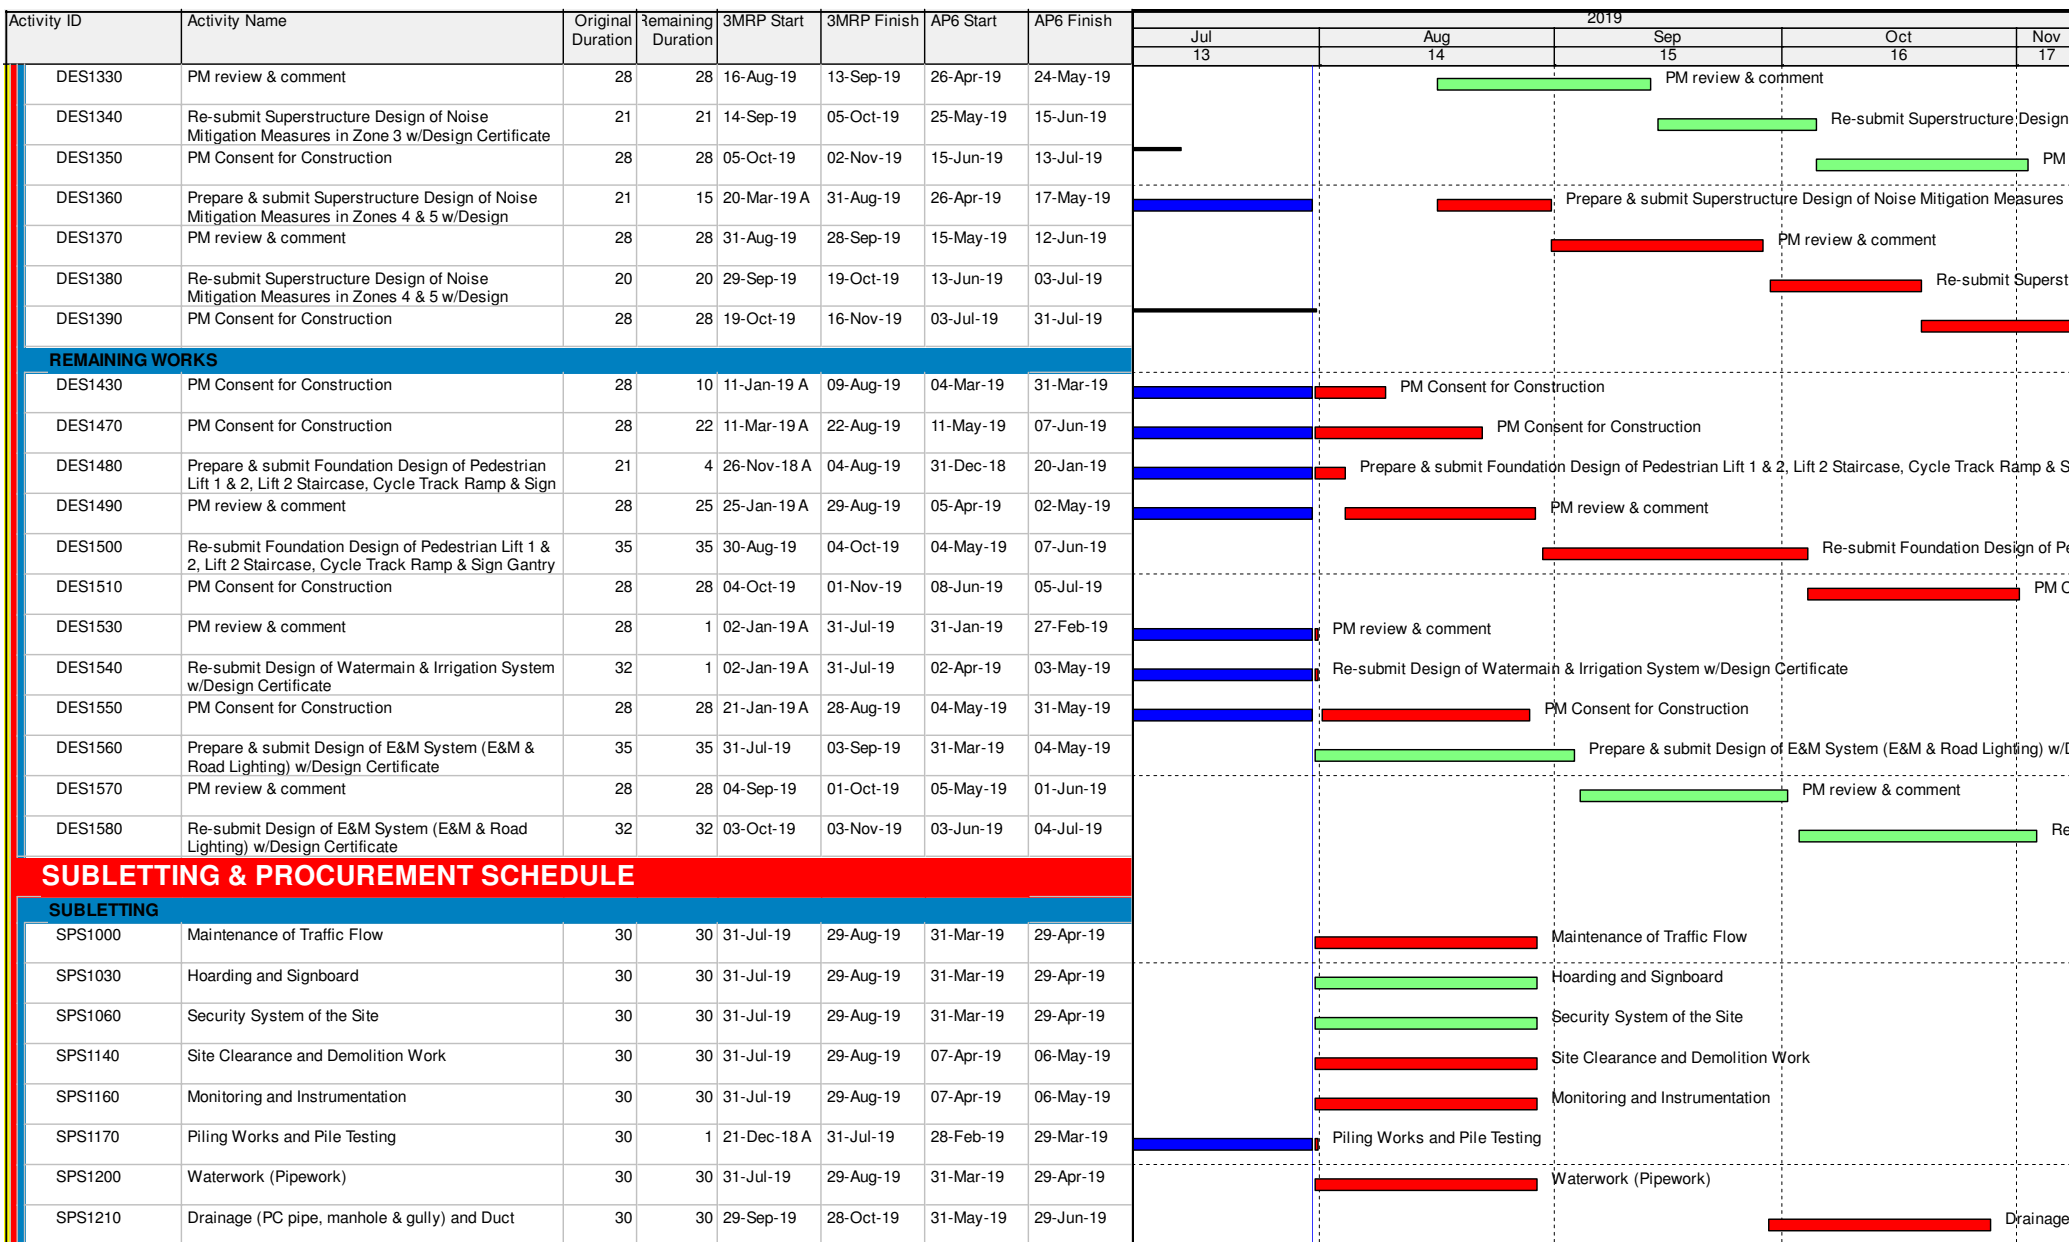 Activity ID Activity Name Original Duration Remaining Duration 3MRP Start 3MRP Finish AP6 Start AP6 Finish
2019
Jul Aug Sep Oct Nov
13 14 15 16 17
DES1330 PM review & comment 28 28 16-Aug-19 13-Sep-19 26-Apr-19 24-May-19 PM review & comment
DES1340 Re-submit Superstructure Design of Noise 21 21 14-Sep-19 05-Oct-19 25-May-19 15-Jun-19 Re-submit Superstructure Design
Mitigation Measures in Zone 3 w/Design Certificate
DES1350 PM Consent for Construction 28 28 05-Oct-19 02-Nov-19 15-Jun-19 13-Jul-19 PM
DES1360 Prepare & submit Superstructure Design of Noise 21 15 20-Mar-19 A 31-Aug-19 26-Apr-19 17-May-19 Prepare & submit Superstructure Design of Noise Mitigation Measures
Mitigation Measures in Zones 4 & 5 w/Design
DES1370 PM review & comment 28 28 31-Aug-19 28-Sep-19 15-May-19 12-Jun-19 PM review & comment
DES1380 Re-submit Superstructure Design of Noise 20 20 29-Sep-19 19-Oct-19 13-Jun-19 03-Jul-19 Re-submit Superst
Mitigation Measures in Zones 4 & 5 w/Design
DES1390 PM Consent for Construction 28 28 19-Oct-19 16-Nov-19 03-Jul-19 31-Jul-19
REMAINING WORKS
DES1430 PM Consent for Construction 28 10 11-Jan-19 A 09-Aug-19 04-Mar-19 31-Mar-19 PM Consent for Construction
DES1470 PM Consent for Construction 28 22 11-Mar-19 A 22-Aug-19 11-May-19 07-Jun-19 PM Consent for Construction
DES1480 Prepare & submit Foundation Design of Pedestrian 21 4 26-Nov-18 A 04-Aug-19 31-Dec-18 20-Jan-19 Prepare & submit Foundation Design of Pedestrian Lift 1 & 2, Lift 2 Staircase, Cycle Track Ramp & S
Lift 1 & 2, Lift 2 Staircase, Cycle Track Ramp & Sign
DES1490 PM review & comment 28 25 25-Jan-19 A 29-Aug-19 05-Apr-19 02-May-19 PM review & comment
DES1500 Re-submit Foundation Design of Pedestrian Lift 1 & 35 35 30-Aug-19 04-Oct-19 04-May-19 07-Jun-19 Re-submit Foundation Design of Pe
2, Lift 2 Staircase, Cycle Track Ramp & Sign Gantry
DES1510 PM Consent for Construction 28 28 04-Oct-19 01-Nov-19 08-Jun-19 05-Jul-19 PM C
DES1530 PM review & comment 28 1 02-Jan-19 A 31-Jul-19 31-Jan-19 27-Feb-19 PM review & comment
DES1540 Re-submit Design of Watermain & Irrigation System 32 1 02-Jan-19 A 31-Jul-19 02-Apr-19 03-May-19 Re-submit Design of Watermain & Irrigation System w/Design Certificate
w/Design Certificate
DES1550 PM Consent for Construction 28 28 21-Jan-19 A 28-Aug-19 04-May-19 31-May-19 PM Consent for Construction
DES1560 Prepare & submit Design of E&M System (E&M & 35 35 31-Jul-19 03-Sep-19 31-Mar-19 04-May-19 Prepare & submit Design of E&M System (E&M & Road Lighting) w/D
Road Lighting) w/Design Certificate
DES1570 PM review & comment 28 28 04-Sep-19 01-Oct-19 05-May-19 01-Jun-19 PM review & comment
DES1580 Re-submit Design of E&M System (E&M & Road 32 32 03-Oct-19 03-Nov-19 03-Jun-19 04-Jul-19 Re
Lighting) w/Design Certificate
SUBLETTING & PROCUREMENT SCHEDULE
SUBLETTING
SPS1000 Maintenance of Traffic Flow 30 30 31-Jul-19 29-Aug-19 31-Mar-19 29-Apr-19 Maintenance of Traffic Flow
SPS1030 Hoarding and Signboard 30 30 31-Jul-19 29-Aug-19 31-Mar-19 29-Apr-19 Hoarding and Signboard
SPS1060 Security System of the Site 30 30 31-Jul-19 29-Aug-19 31-Mar-19 29-Apr-19 Security System of the Site
SPS1140 Site Clearance and Demolition Work 30 30 31-Jul-19 29-Aug-19 07-Apr-19 06-May-19 Site Clearance and Demolition Work
SPS1160 Monitoring and Instrumentation 30 30 31-Jul-19 29-Aug-19 07-Apr-19 06-May-19 Monitoring and Instrumentation
SPS1170 Piling Works and Pile Testing 30 1 21-Dec-18 A 31-Jul-19 28-Feb-19 29-Mar-19 Piling Works and Pile Testing
SPS1200 Waterwork (Pipework) 30 30 31-Jul-19 29-Aug-19 31-Mar-19 29-Apr-19 Waterwork (Pipework)
SPS1210 Drainage (PC pipe, manhole & gully) and Duct 30 30 29-Sep-19 28-Oct-19 31-May-19 29-Jun-19 Drainage